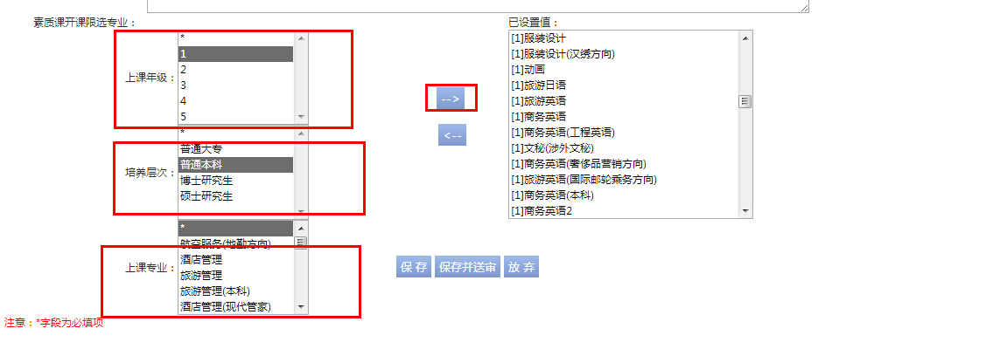 素质课开课限选专业：
已设置值：
上课年级：
*
1
2
3
4
5
培养层次：
*
普通大专
普通本科
博士研究生
硕士研究生
上课专业：
*
航空服务(地勤方向)
酒店管理
旅游管理
旅游管理(本科)
酒店管理(现代管家)
-->
<--
[1]服装设计
[1]服装设计(汉绣方向)
[1]动画
[1]旅游日语
[1]旅游英语
[1]商务英语
[1]商务英语(工程英语)
[1]文秘(涉外文秘)
[1]商务英语(奢侈品营销方向)
[1]旅游英语(国际邮轮乘务方向)
[1]商务英语(本科)
[1]商务英语2
保 存 保存并送审 放 弃
注意：*字段为必填项